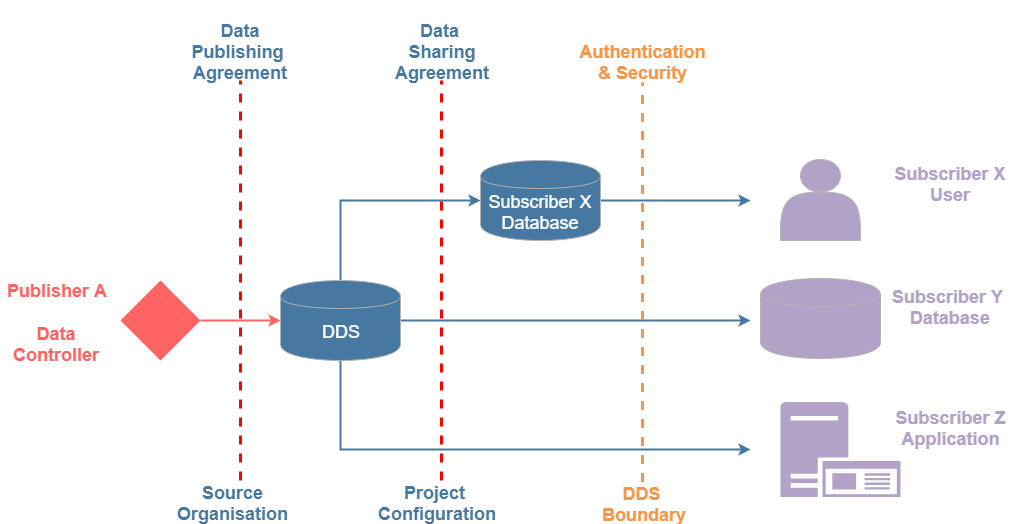 Data
Publishing
Agreement
Data
Sharing
Agreement
Authentication
& Security
Subscriber X
User
Subscriber X
Database
Publisher A
Data
Controller
DDS
Subscriber Y
Database
Subscriber Z
Application
Source
Organisation
Project
Configuration
DDS
Boundary